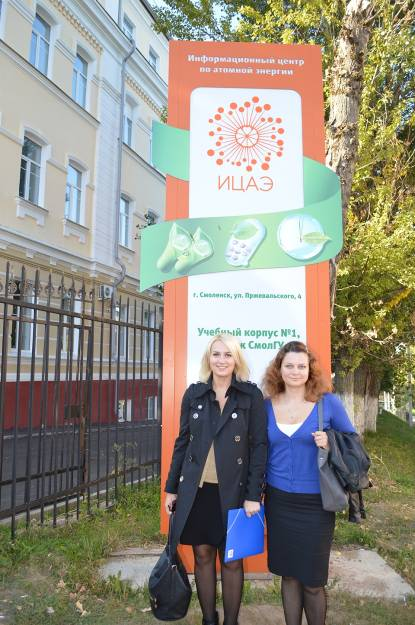 Информационный центр
по атомной энергии
ИЦАЭ
г. Смоленск, ул. Пржевальского, 4
Учебный корпус №1,
СмолГУ